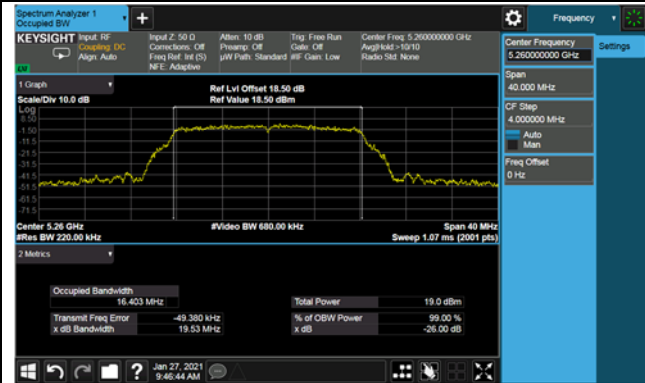 Spectrum Analyzer 1
Occupied BW
Frequency
KEYSIGHT
Input: RF
Coupling: DC
Align: Auto
Input Z: 50 Ω
Corrections: Off
Freq Ref: Int (S)
NFE: Adaptive
Atten: 10 dB
Preamp: Off
µW Path: Standard
Trig: Free Run
Gate: Off
#IF Gain: Low
Center Freq: 5.260000000 GHz
Avg|Hold:>10/10
Radio Std: None
Center Frequency
5.260000000 GHz
Settings
Span
40.000 MHz
CF Step
4.000000 MHz
Auto
Man
Freq Offset
0 Hz
1 Graph
Scale/Div 10.0 dB
Ref Lvl Offset 18.50 dB
Ref Value 18.50 dBm
Log
8.50
-1.50
-11.5
-21.5
-31.5
-41.5
-51.5
-61.5
-71.5
Center 5.26 GHz
#Res BW 220.00 kHz
#Video BW 680.00 kHz
Span 40 MHz
Sweep 1.07 ms (2001 pts)
2 Metrics
Occupied Bandwidth
16.403 MHz
Total Power 19.0 dBm
Transmit Freq Error -49.380 kHz
% of OBW Power 99.00 %
x dB Bandwidth 19.53 MHz
x dB -26.00 dB
Jan 27, 2021
9:46:44 AM